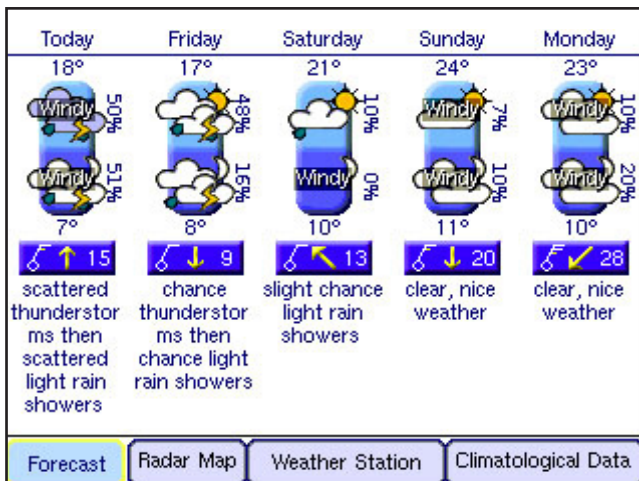 Today Friday Saturday Sunday Monday
18° 17° 21° 24° 23°
Windy 50% 48% 10% Windy 7% Windy 10%
Windy 51% 16% Windy 0% Windy 10% Windy 20%
7° 8° 10° 11° 10°
15 9 13 20 28
scattered
thunderstor
ms then
scattered
light rain
showers
chance
thunderstor
ms then
chance light
rain showers
slight chance
light rain
showers
clear, nice
weather
clear, nice
weather
Forecast Radar Map Weather Station Climatological Data